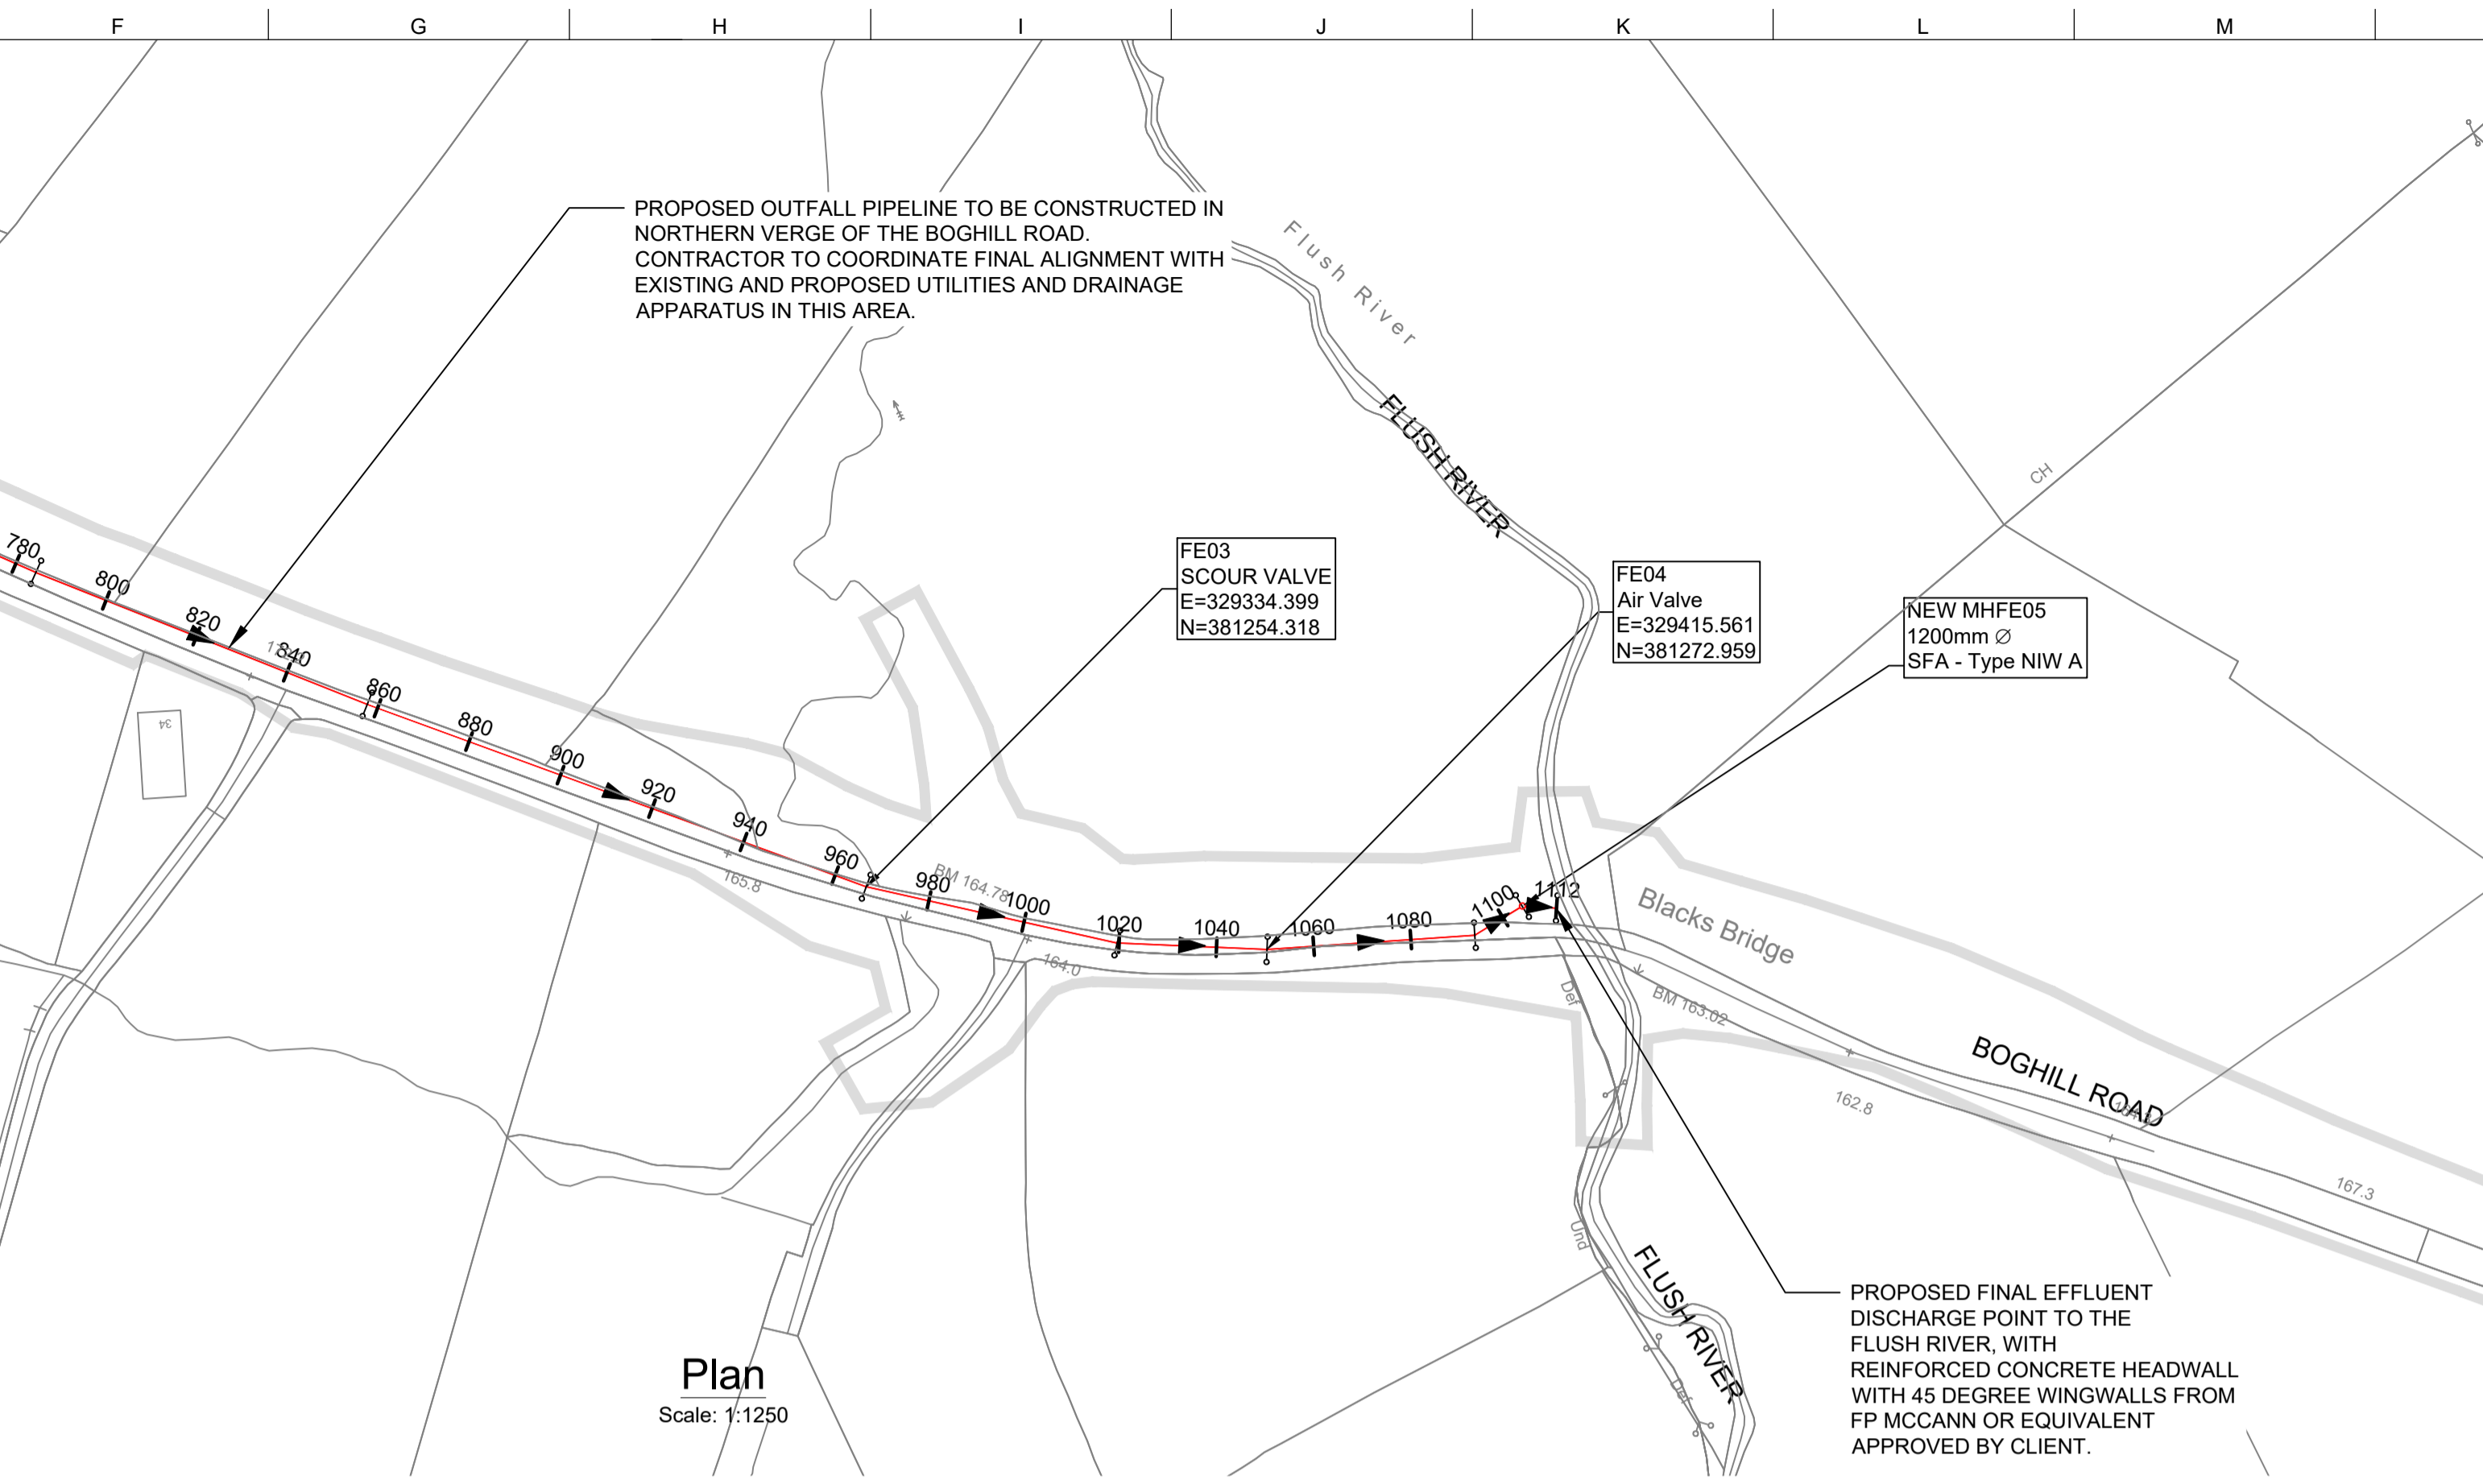 F
G
H
I
J
K
L
M
PROPOSED OUTFALL PIPELINE TO BE CONSTRUCTED IN
NORTHERN VERGE OF THE BOGHILL ROAD.
CONTRACTOR TO COORDINATE FINAL ALIGNMENT WITH
EXISTING AND PROPOSED UTILITIES AND DRAINAGE
APPARATUS IN THIS AREA.
Flush River
FLUSH RIVER
CH
FE03
SCOUR VALVE
E=329334.399
N=381254.318
FE04
Air Valve
E=329415.561
N=381272.959
NEW MHFE05
1200mm Ø
SFA - Type NIW A
780
800
820
840
860
880
900
920
940
960
980
1000
1020
1040
1060
1080
1100
1112
34
165.8
BM 164.78
164.0
Blacks Bridge
Def
BM 163.02
BOGHILL ROAD
162.8
167.3
Und
FLUSH RIVER
Def
Plan
Scale: 1:1250
PROPOSED FINAL EFFLUENT
DISCHARGE POINT TO THE
FLUSH RIVER, WITH
REINFORCED CONCRETE HEADWALL
WITH 45 DEGREE WINGWALLS FROM
FP MCCANN OR EQUIVALENT
APPROVED BY CLIENT.